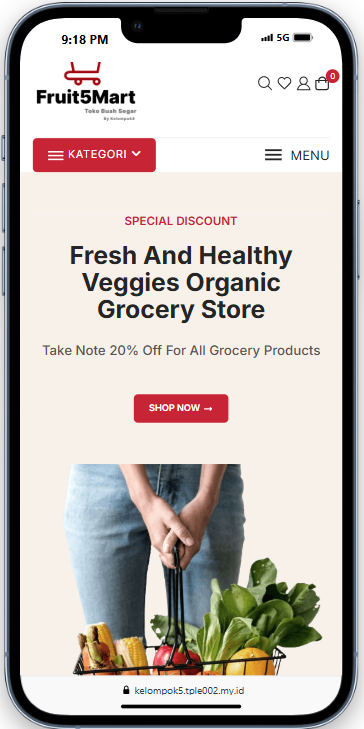 9:18 PM
5G
Fruit5Mart
Toko Buah Segar
By Kelompok5
0
KATEGORI
MENU
SPECIAL DISCOUNT
Fresh And Healthy
Veggies Organic
Grocery Store
Take Note 20% Off For All Grocery Products
SHOP NOW →
kelompok5.tple002.my.id